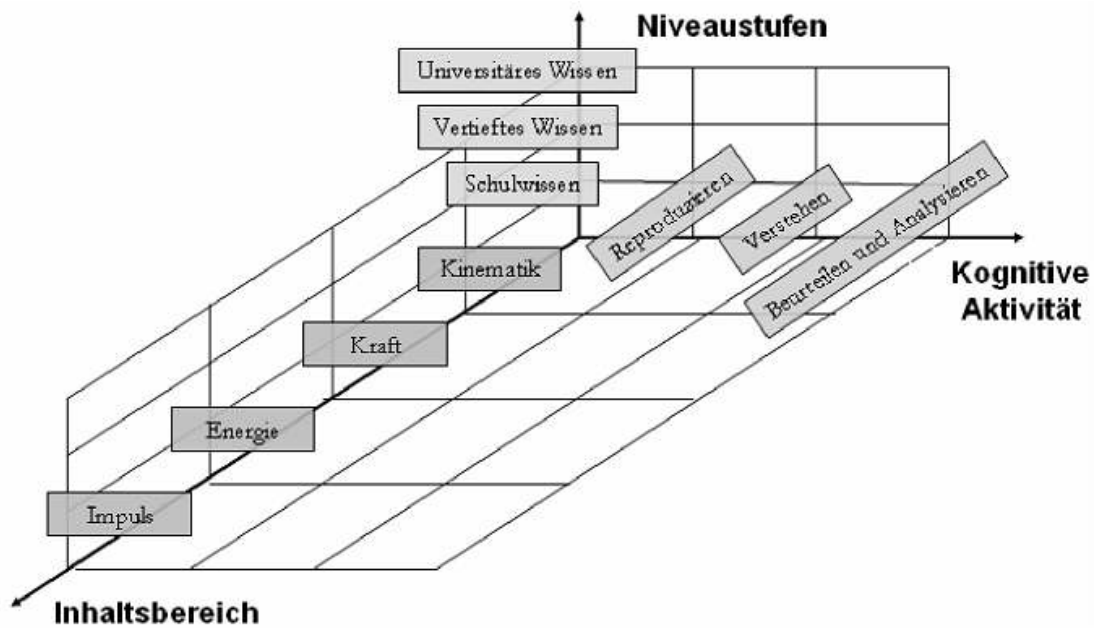 Niveaustufen
Universitäres Wissen
Vertieftes Wissen
Schulwissen
Reproduzieren
Verstehen
Beurteilen und Analysieren
Kognitive
Aktivität
Kinematik
Kraft
Energie
Impuls
Inhaltsbereich